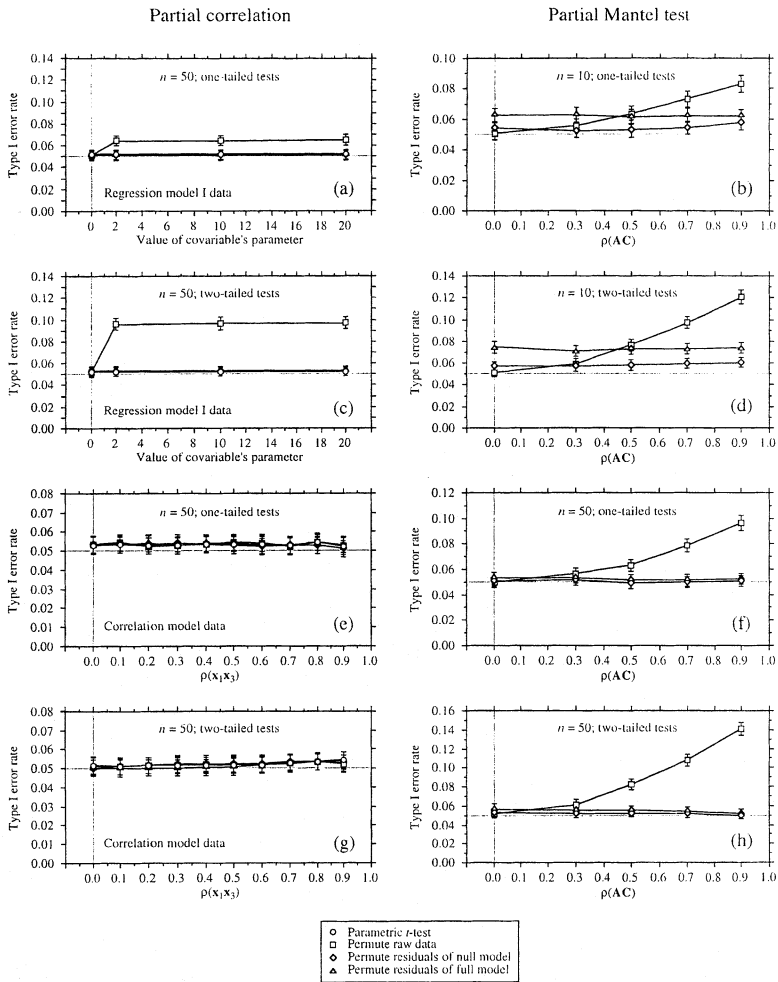 Partial correlation
Partial Mantel test
0.14
0.12
0.10
0.08
0.06
0.04
0.02
0.00
Type I error rate
n = 50; one-tailed tests
Regression model I data
(a)
0 2 4 6 8 10 12 14 16 18 20
Value of covariable's parameter
0.10
0.08
0.06
0.04
0.02
0.00
Type I error rate
n = 10; one-tailed tests
(b)
0.0 0.1 0.2 0.3 0.4 0.5 0.6 0.7 0.8 0.9 1.0
ρ(AC)
0.14
0.12
0.10
0.08
0.06
0.04
0.02
0.00
Type I error rate
n = 50; two-tailed tests
Regression model I data
(c)
0 2 4 6 8 10 12 14 16 18 20
Value of covariable's parameter
0.14
0.12
0.10
0.08
0.06
0.04
0.02
0.00
Type I error rate
n = 10; two-tailed tests
(d)
0.0 0.1 0.2 0.3 0.4 0.5 0.6 0.7 0.8 0.9 1.0
ρ(AC)
0.08
0.07
0.06
0.05
0.04
0.03
0.02
0.01
0.00
Type I error rate
n = 50; one-tailed tests
Correlation model data
(e)
0.0 0.1 0.2 0.3 0.4 0.5 0.6 0.7 0.8 0.9 1.0
ρ(x₁x₃)
0.12
0.10
0.08
0.06
0.04
0.02
0.00
Type I error rate
n = 50; one-tailed tests
(f)
0.0 0.1 0.2 0.3 0.4 0.5 0.6 0.7 0.8 0.9 1.0
ρ(AC)
0.08
0.07
0.06
0.05
0.04
0.03
0.02
0.01
0.00
Type I error rate
n = 50; two-tailed tests
Correlation model data
(g)
0.0 0.1 0.2 0.3 0.4 0.5 0.6 0.7 0.8 0.9 1.0
ρ(x₁x₃)
0.16
0.14
0.12
0.10
0.08
0.06
0.04
0.02
0.00
Type I error rate
n = 50; two-tailed tests
(h)
0.0 0.1 0.2 0.3 0.4 0.5 0.6 0.7 0.8 0.9 1.0
ρ(AC)
Parametric t-test
Permute raw data
Permute residuals of null model
Permute residuals of full model